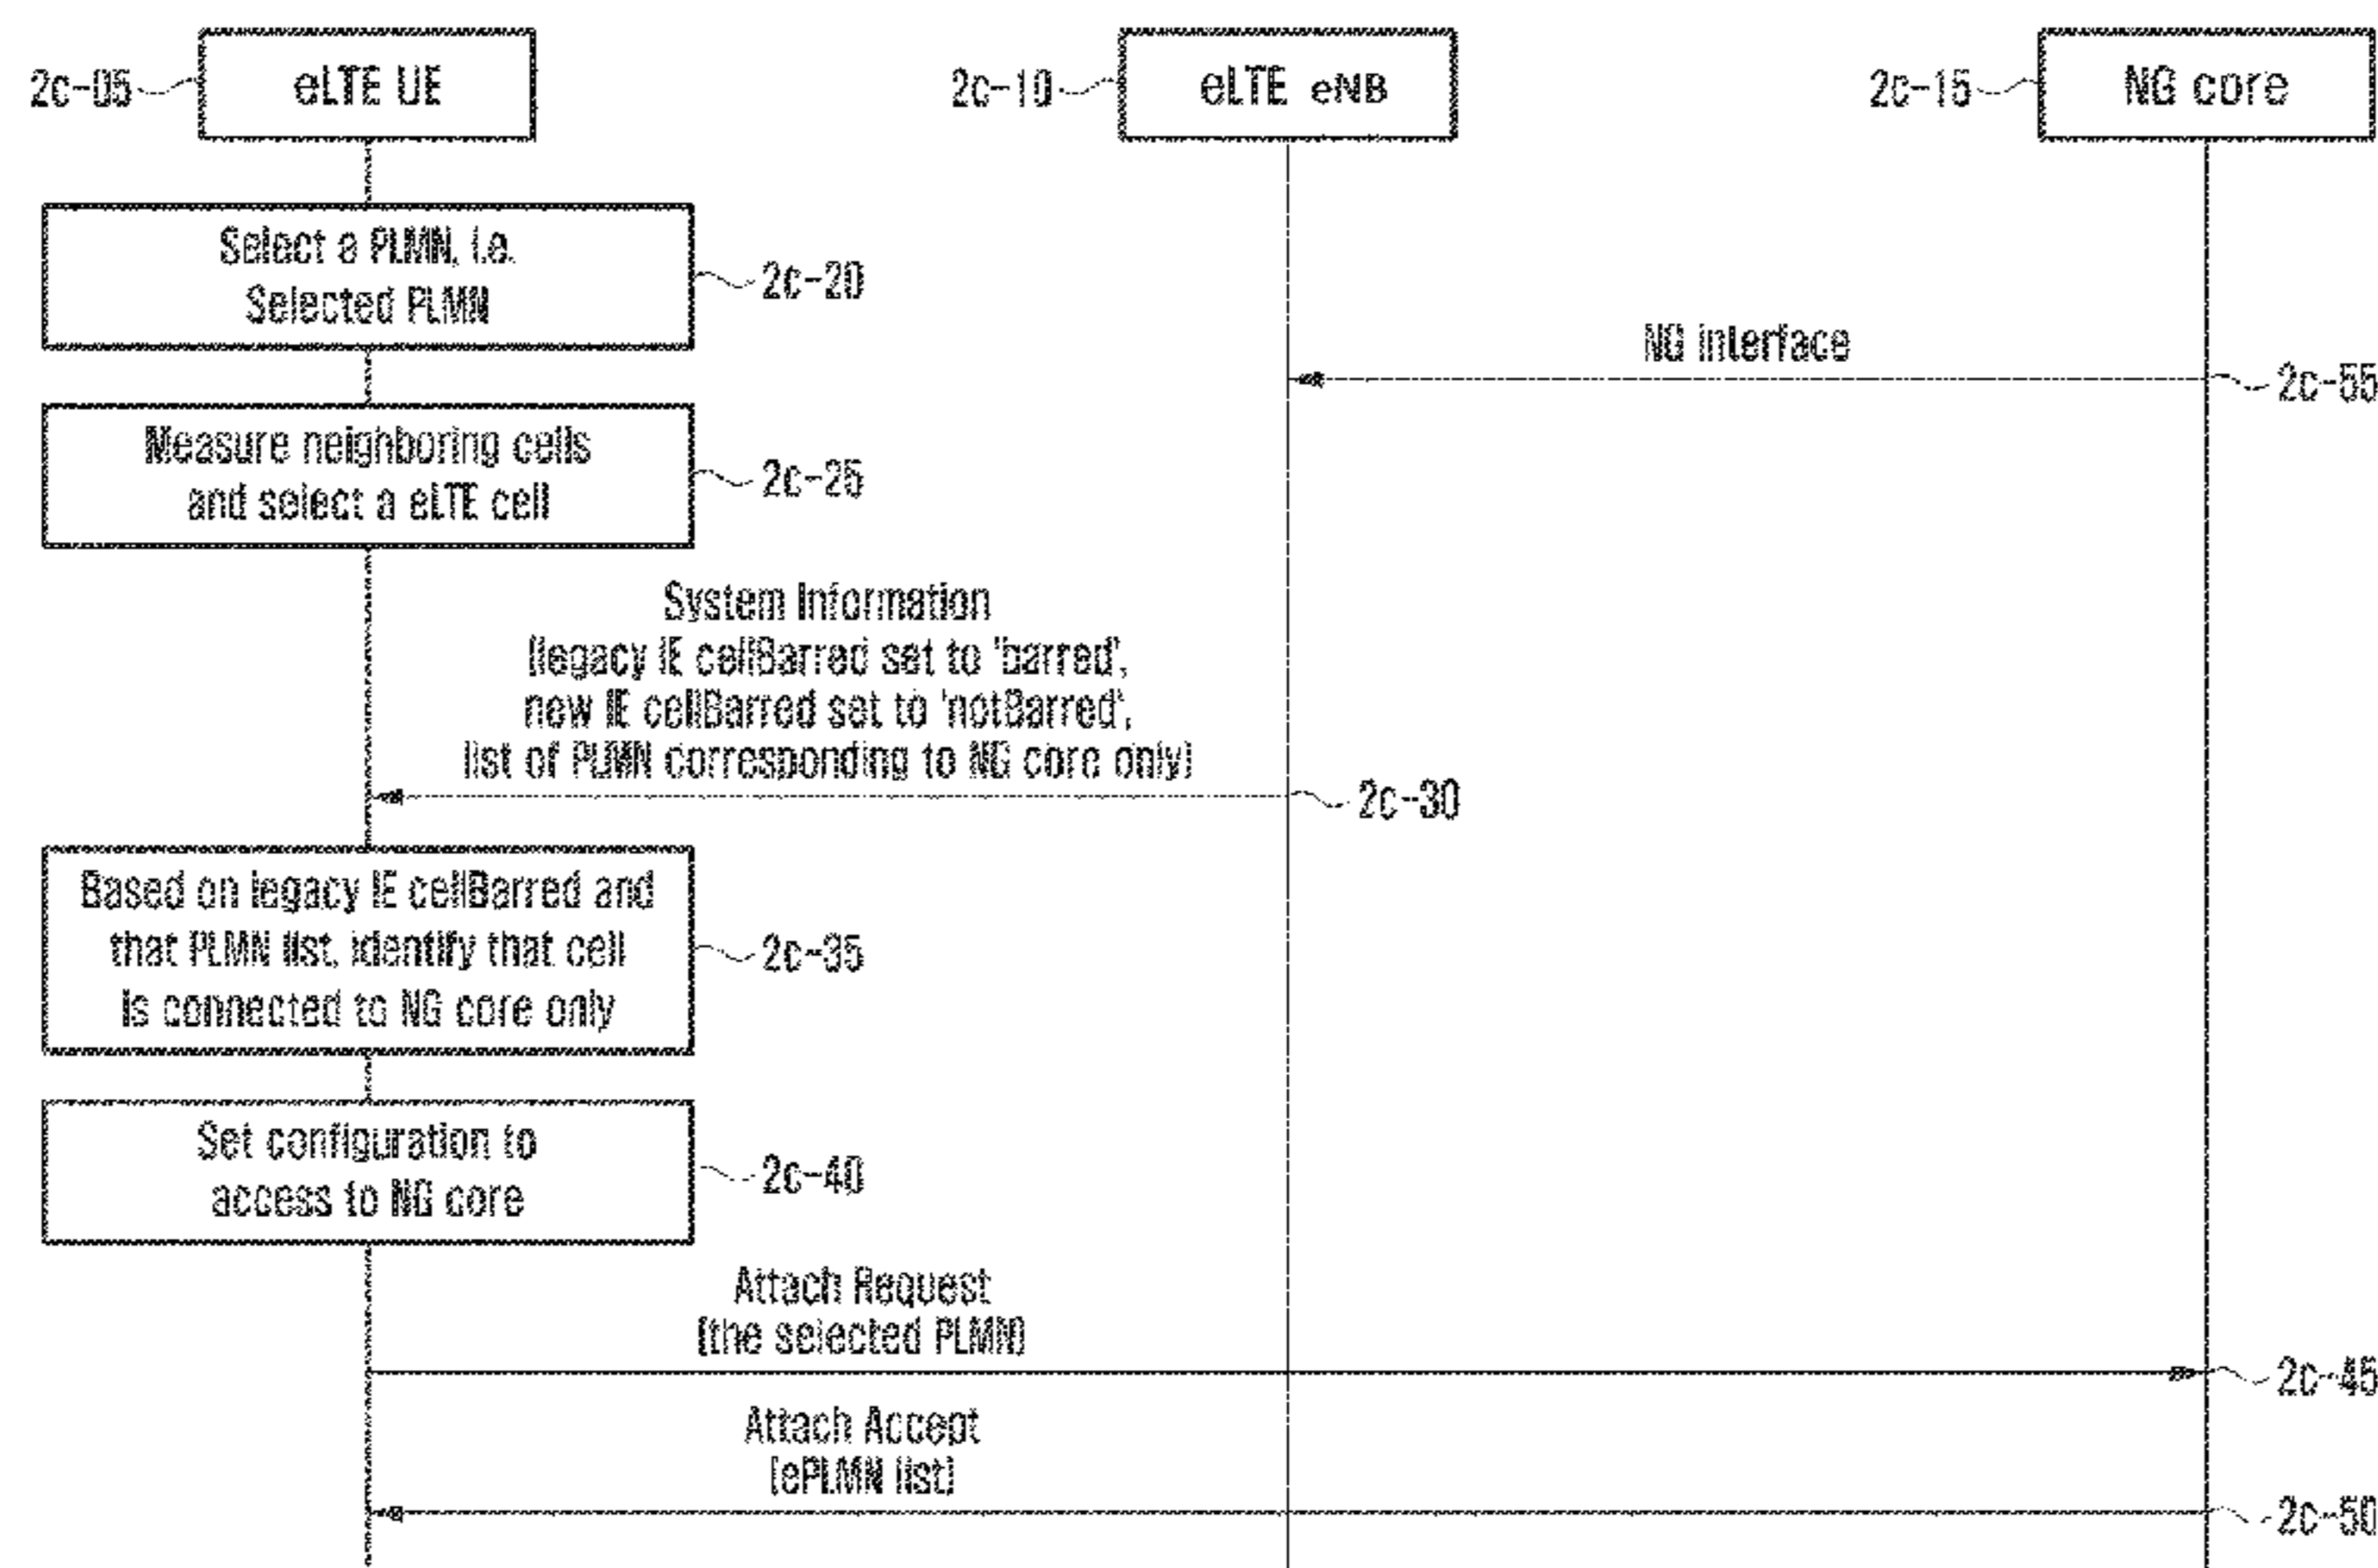 2c-05
eLTE UE
2c-10
eLTE eNB
2c-15
NG core
Select a PLMN, i.e.
Selected PLMN
2c-20
NG interface
2c-55
Measure neighboring cells
and select a eLTE cell
2c-25
System Information
(legacy IE cellBarred set to 'barred',
new IE cellBarred set to 'notBarred',
list of PLMN corresponding to NG core only)
2c-30
Based on legacy IE cellBarred and
that PLMN list, identify that cell
is connected to NG core only
2c-35
Set configuration to
access to NG core
2c-40
Attach Request
(the selected PLMN)
2c-45
Attach Accept
(ePLMN list)
2c-50